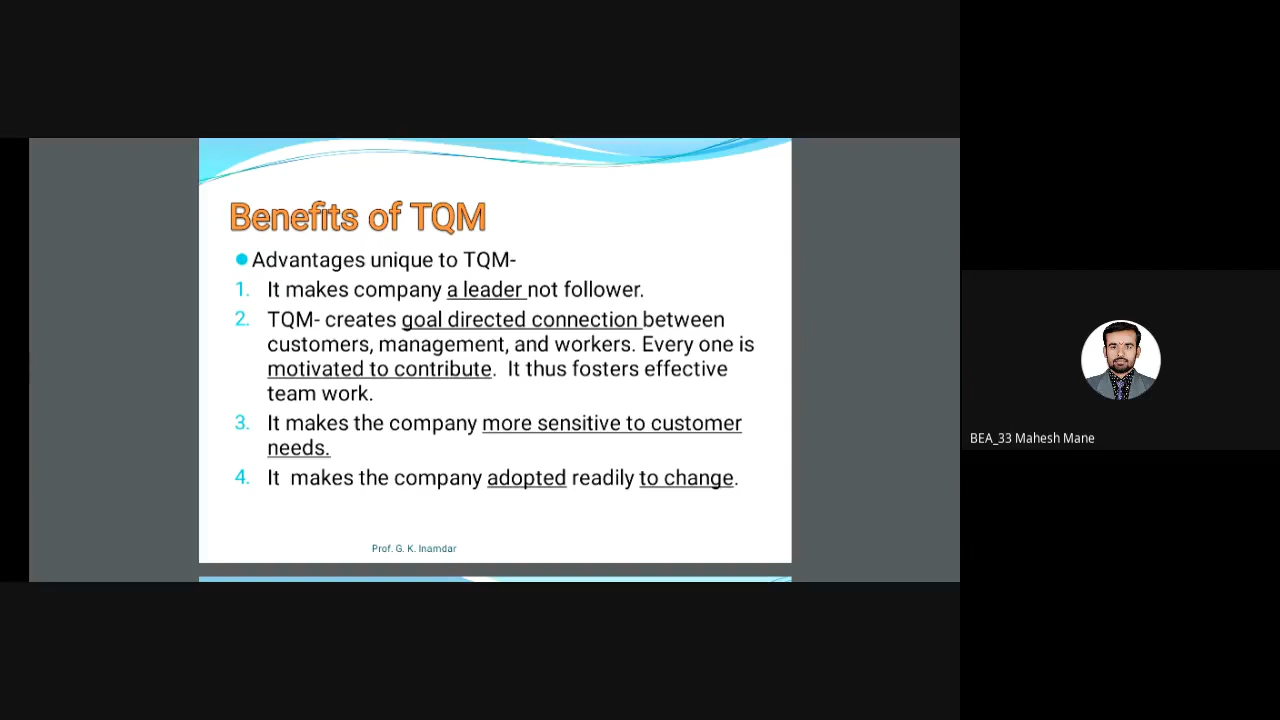 Benefits of TQM
Advantages unique to TQM-
1. It makes company a leader not follower.
2. TQM- creates goal directed connection between
customers, management, and workers. Every one is
motivated to contribute.  It thus fosters effective
team work.
3. It makes the company more sensitive to customer
needs.
4. It  makes the company adopted readily to change.
Prof. G. K. Inamdar
BEA_33 Mahesh Mane